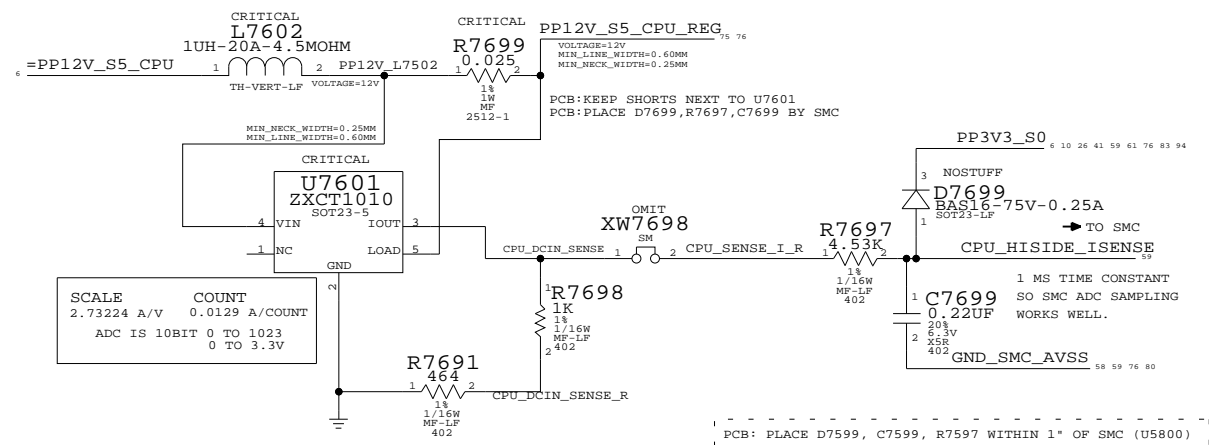 CRITICAL
L7602
1UH-20A-4.5MOHM
=PP12V_S5_CPU
6
1
2
TH-VERT-LF
PP12V_L7502
VOLTAGE=12V
CRITICAL
R7699
0.025
1
2
1%
1W
MF
2512-1
PP12V_S5_CPU_REG
75 76
VOLTAGE=12V
MIN_LINE_WIDTH=0.60MM
MIN_NECK_WIDTH=0.25MM
PCB:KEEP SHORTS NEXT TO U7601
PCB:PLACE D7699,R7697,C7699 BY SMC
MIN_NECK_WIDTH=0.25MM
MIN_LINE_WIDTH=0.60MM
CRITICAL
U7601
ZXCT1010
SOT23-5
4 VIN
IOUT 3
1 NC
LOAD 5
GND
2
PP3V3_S0
6 10 26 41 59 61 76 83 94
3
NOSTUFF
D7699
BAS16-75V-0.25A
SOT23-LF
1
TO SMC
OMIT
XW7698
SM
CPU_DCIN_SENSE
1
2
CPU_SENSE_I_R
R7697
4.53K
1
2
1%
1/16W
MF-LF
402
CPU_HISIDE_ISENSE
59
1 MS TIME CONSTANT
SO SMC ADC SAMPLING
WORKS WELL.
1
C7699
0.22UF
20%
6.3V
2
X5R
402
GND_SMC_AVSS
58 59 76 80
SCALE COUNT
2.73224 A/V 0.0129 A/COUNT
ADC IS 10BIT 0 TO 1023
0 TO 3.3V
1
R7698
1K
1%
1/16W
MF-LF
402
2
R7691
464
1
2
1%
1/16W
MF-LF
402
CPU_DCIN_SENSE_R
PCB: PLACE D7599, C7599, R7597 WITHIN 1" OF SMC (U5800)